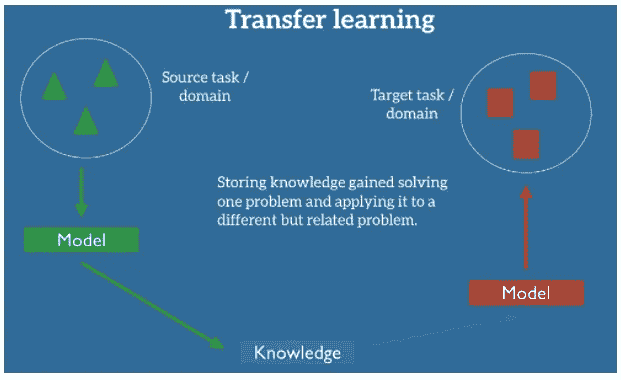 Transfer learning
Source task /
domain
Target task /
domain
Storing knowledge gained solving
one problem and applying it to a
different but related problem.
Model
Model
Knowledge